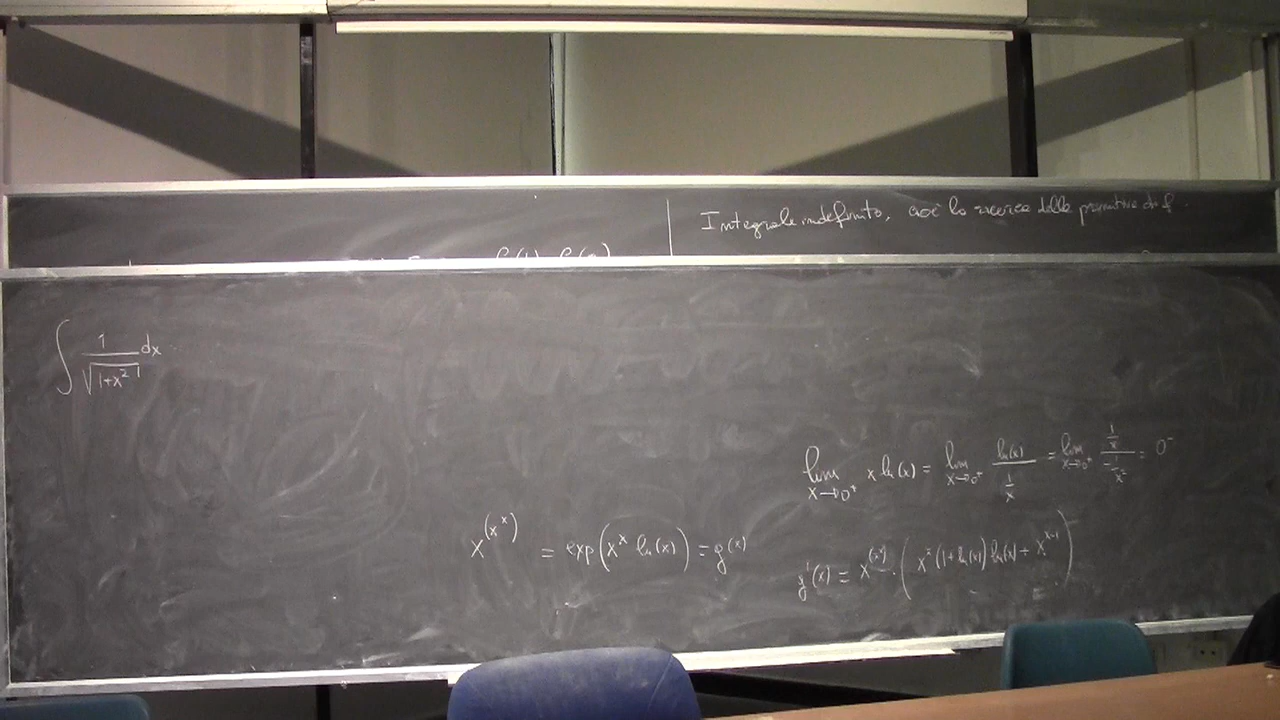 Integrale indefinito, cioè la ricerca delle primitive di f.
∫ 1/√(1+x²) dx
lim x→0⁺ x ln(x) = lim x→0⁺ ln(x)/(1/x) = lim x→0⁺ (1/x)/(-1/x²) = 0⁻
x^(x^x) = exp(x^x ln(x)) = g(x)
g'(x) = x^(x^x) · (x^x (1+ln(x)) ln(x) + x^(x-1))